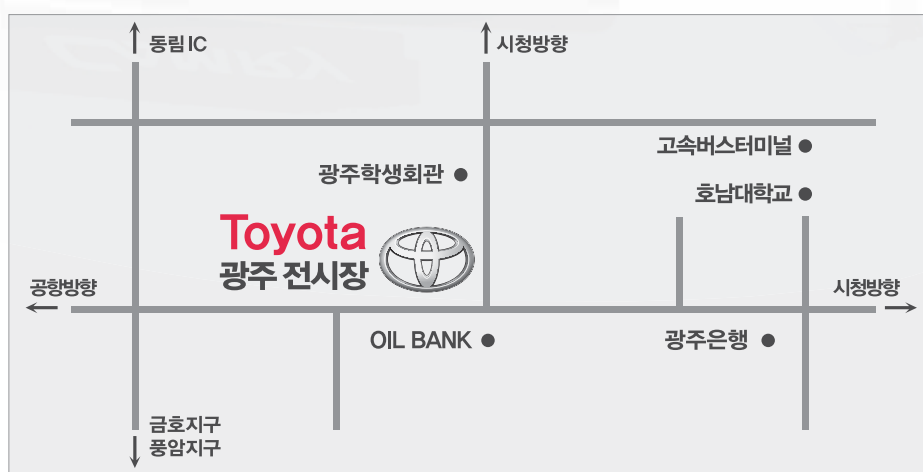 동림 IC
시청방향
고속버스터미널
광주학생회관
호남대학교
Toyota
광주 전시장
공항방향
시청방향
OIL BANK
광주은행
금호지구
풍암지구